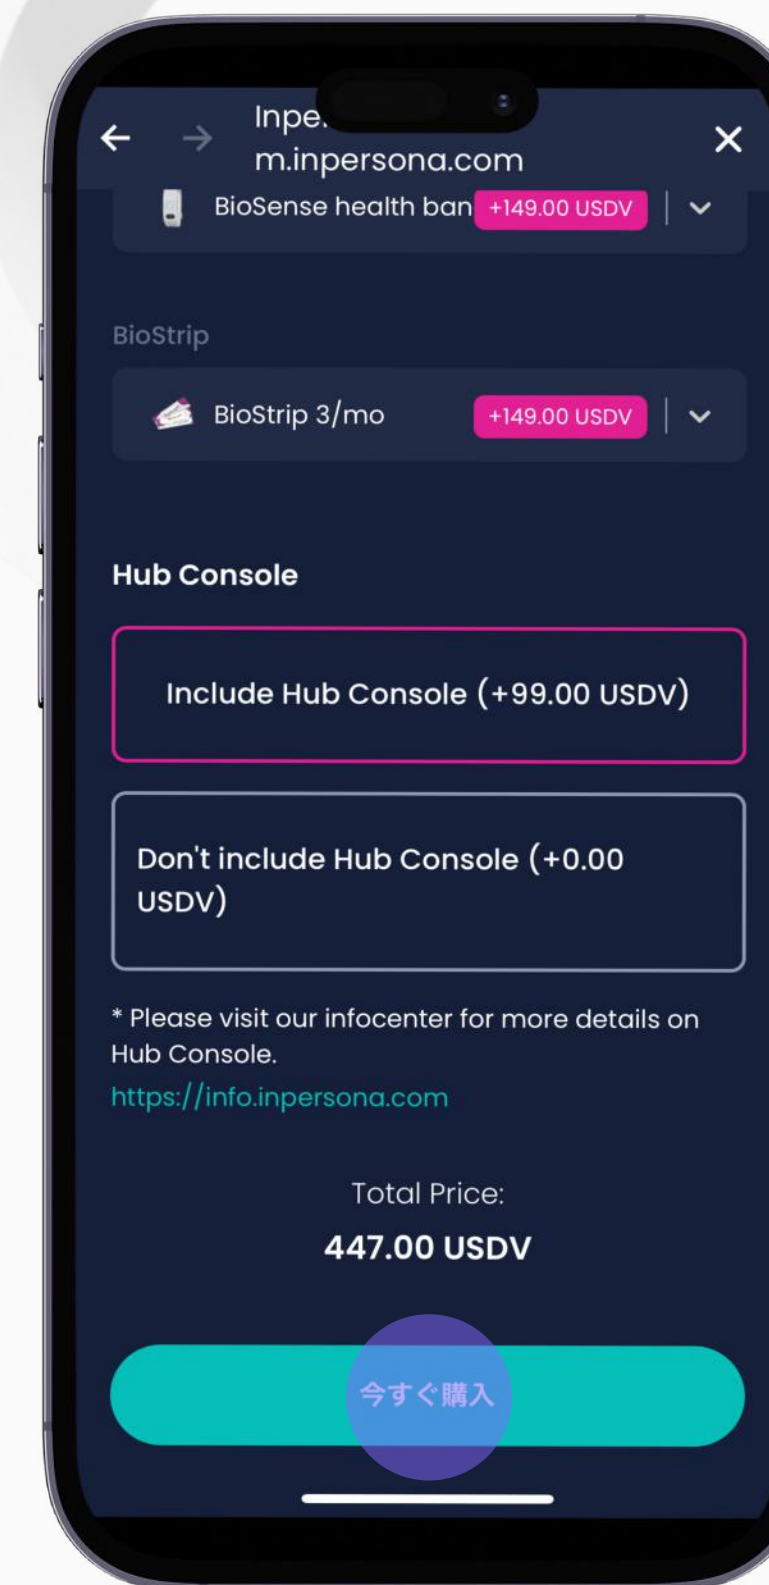 Inpe
m.inpersona.com
BioSense health ban +149.00 USDV
BioStrip
BioStrip 3/mo +149.00 USDV
Hub Console
Include Hub Console (+99.00 USDV)
Don't include Hub Console (+0.00
USDV)
* Please visit our infocenter for more details on
Hub Console.
https://info.inpersona.com
Total Price:
447.00 USDV
今すぐ購入